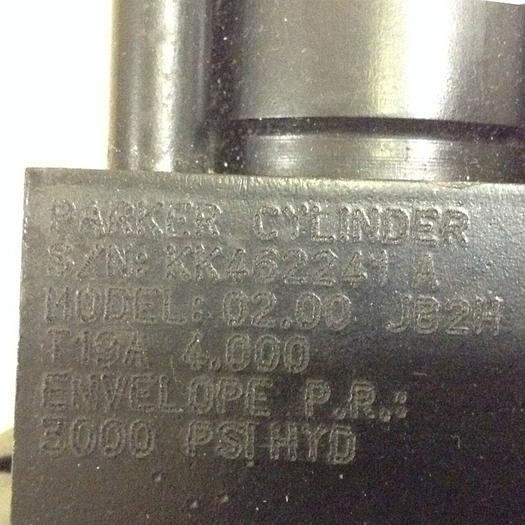 PARKER CYLINDER
S/N: KK462241 A
MODEL: 02.00 JB2H
T19A 4.000
ENVELOPE P.R.:
3000 PSI HYD